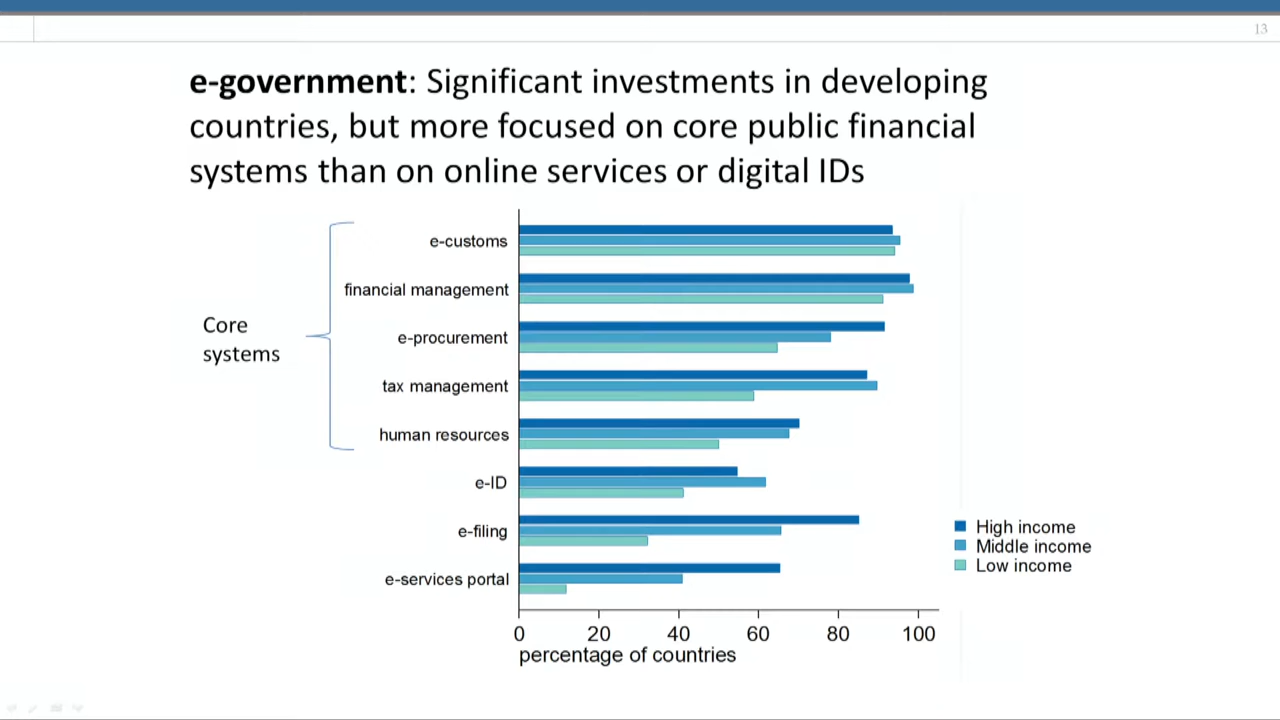 13
e-government: Significant investments in developing
countries, but more focused on core public financial
systems than on online services or digital IDs
Core
systems
e-customs
financial management
e-procurement
tax management
human resources
e-ID
e-filing
e-services portal
High income
Middle income
Low income
0 20 40 60 80 100
percentage of countries